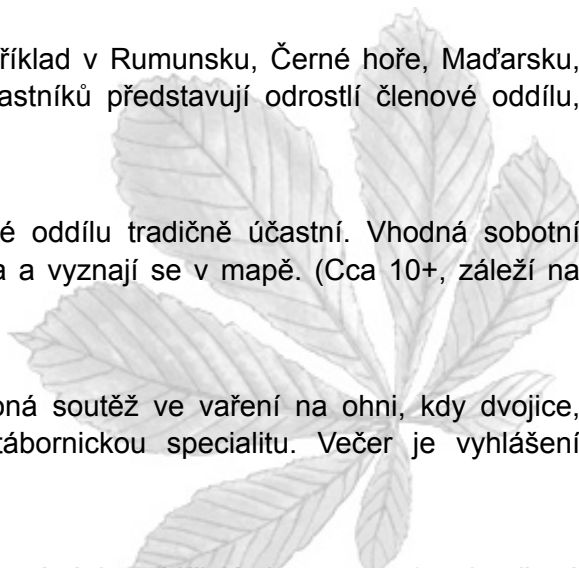 říklad v Rumunsku, Černé hoře, Maďarsku,
astníků představují odrostlí členové oddílu,
é oddílu tradičně účastní. Vhodná sobotní
a a vyznají se v mapě. (Cca 10+, záleží na
oná soutěž ve vaření na ohni, kdy dvojice,
tábornickou specialitu. Večer je vyhlášení